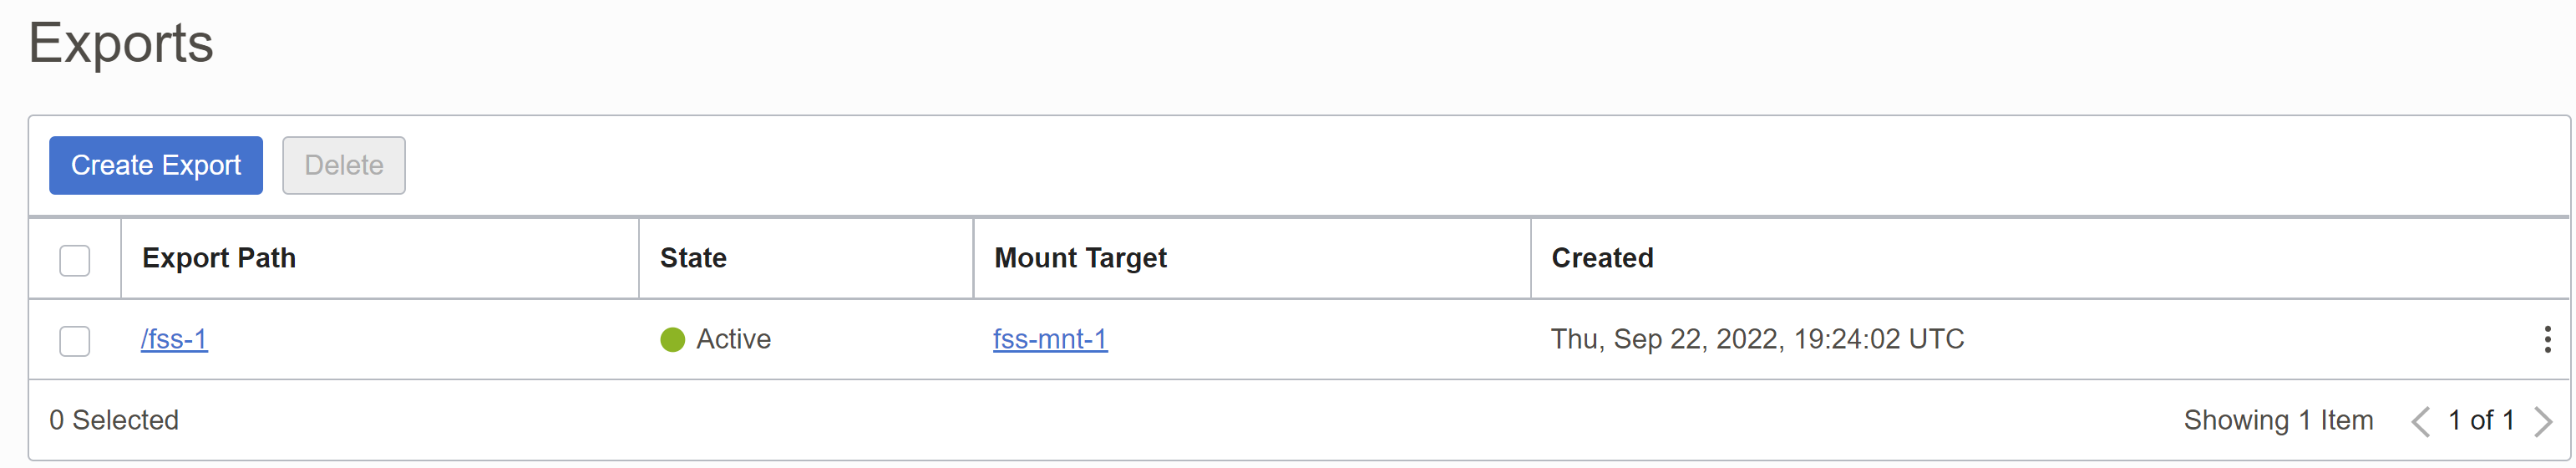 Exports
Create Export Delete
Export Path State Mount Target Created
/fss-1 Active fss-mnt-1 Thu, Sep 22, 2022, 19:24:02 UTC
0 Selected Showing 1 Item 1 of 1